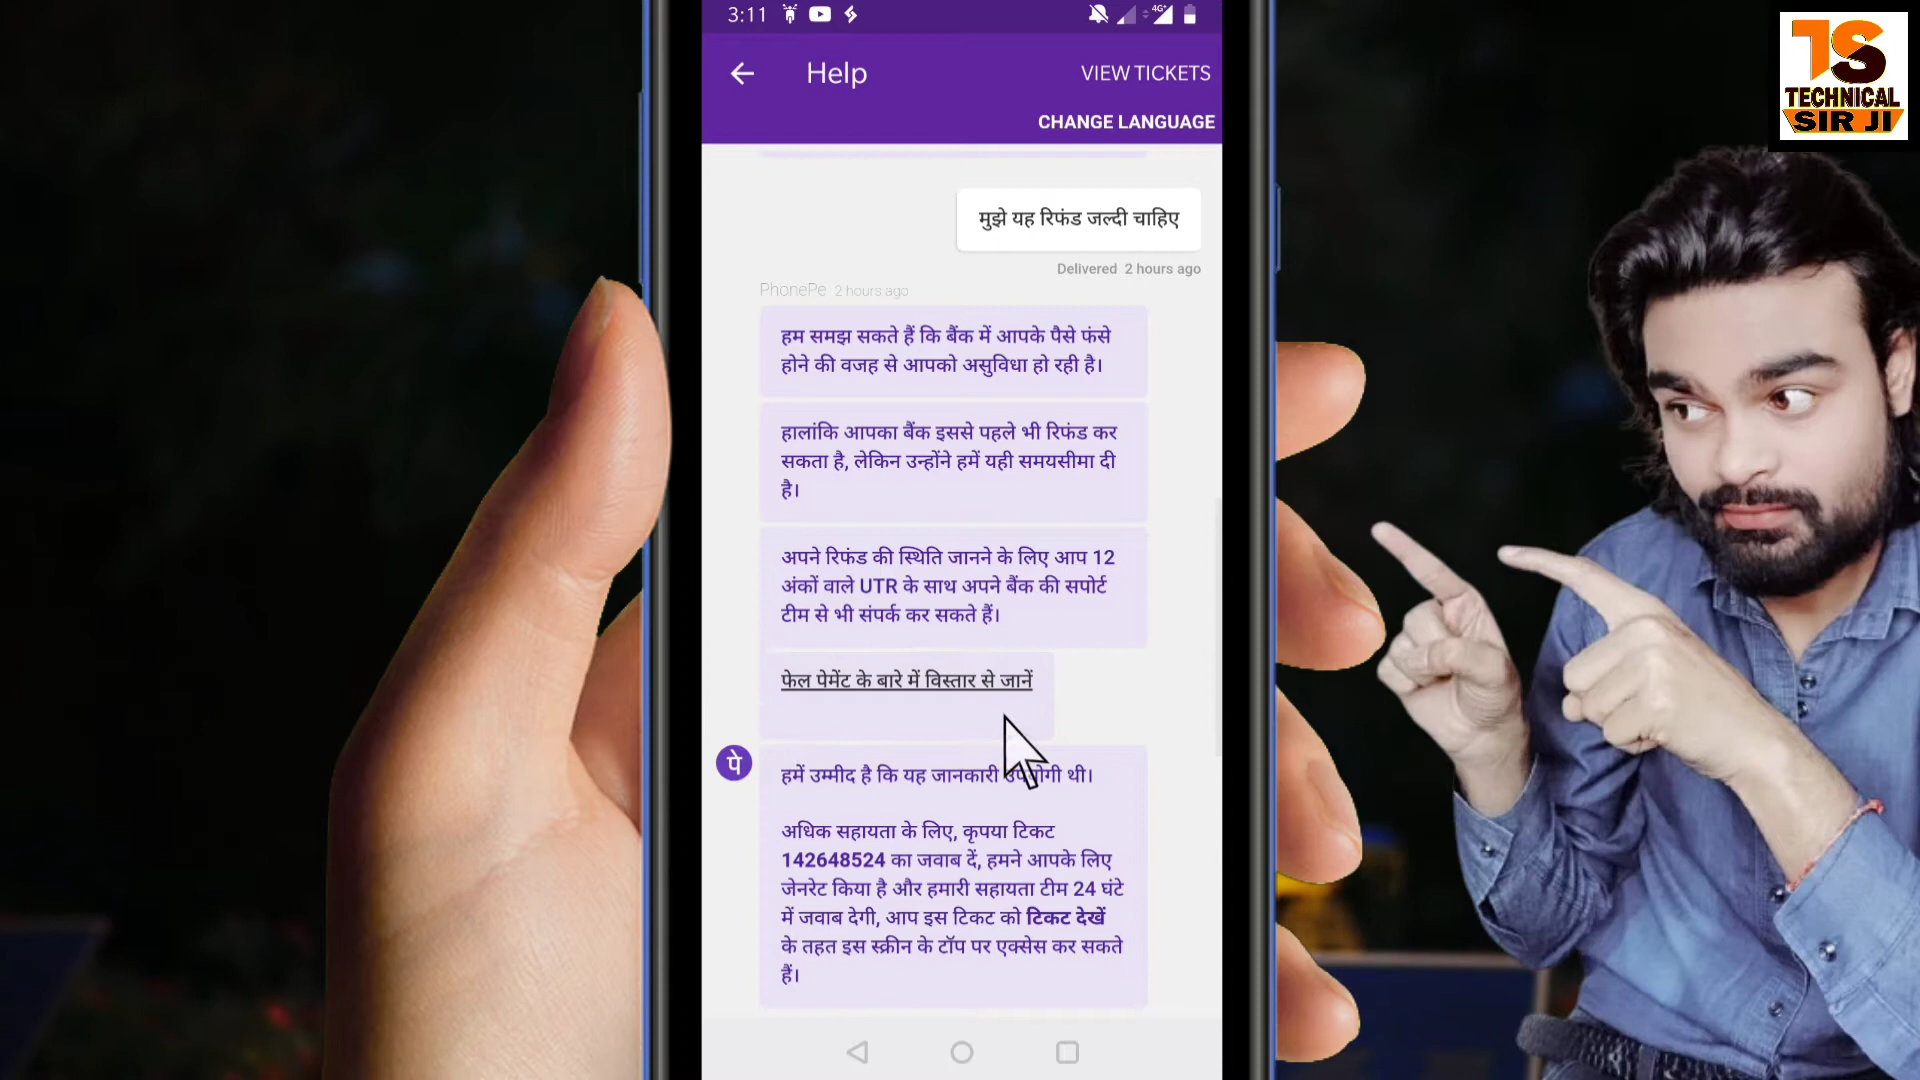 3:11
4G+
TS
TECHNICAL
SIR JI
Help
VIEW TICKETS
CHANGE LANGUAGE
मुझे यह रिफंड जल्दी चाहिए
Delivered 2 hours ago
PhonePe 2 hours ago
हम समझ सकते हैं कि बैंक में आपके पैसे फंसे
होने की वजह से आपको असुविधा हो रही है।
हालांकि आपका बैंक इससे पहले भी रिफंड कर
सकता है, लेकिन उन्होंने हमें यही समयसीमा दी
है।
अपने रिफंड की स्थिति जानने के लिए आप 12
अंकों वाले UTR के साथ अपने बैंक की सपोर्ट
टीम से भी संपर्क कर सकते हैं।
फेल पेमेंट के बारे में विस्तार से जानें
पे
हमें उम्मीद है कि यह जानकारी उपयोगी थी।
अधिक सहायता के लिए, कृपया टिकट
142648524 का जवाब दें, हमने आपके लिए
जेनरेट किया है और हमारी सहायता टीम 24 घंटे
में जवाब देगी, आप इस टिकट को टिकट देखें
के तहत इस स्क्रीन के टॉप पर एक्सेस कर सकते
हैं।